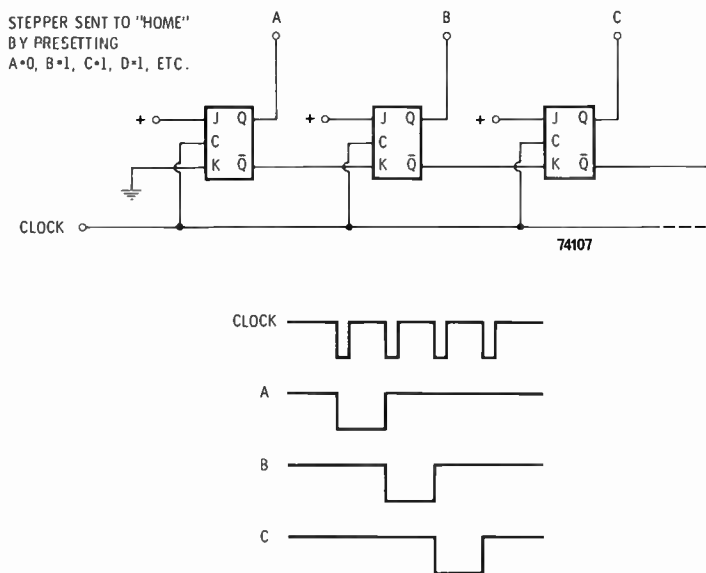 STEPPER SENT TO "HOME"
BY PRESETTING
A=0, B=1, C=1, D=1, ETC.
A
B
C
+
J Q
C
K Q̅
+
J Q
C
K Q̅
+
J Q
C
K Q̅
CLOCK
74107
CLOCK
A
B
C